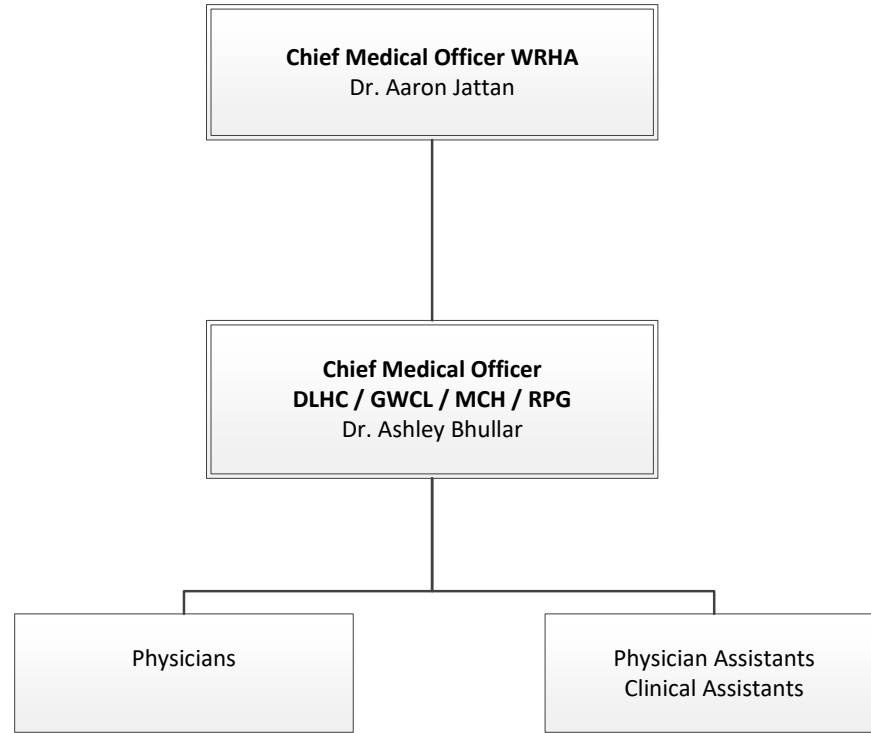 Chief Medical Officer WRHA
Dr. Aaron Jattan
Chief Medical Officer
DLHC / GWCL / MCH / RPG
Dr. Ashley Bhullar
Physicians
Physician Assistants
Clinical Assistants